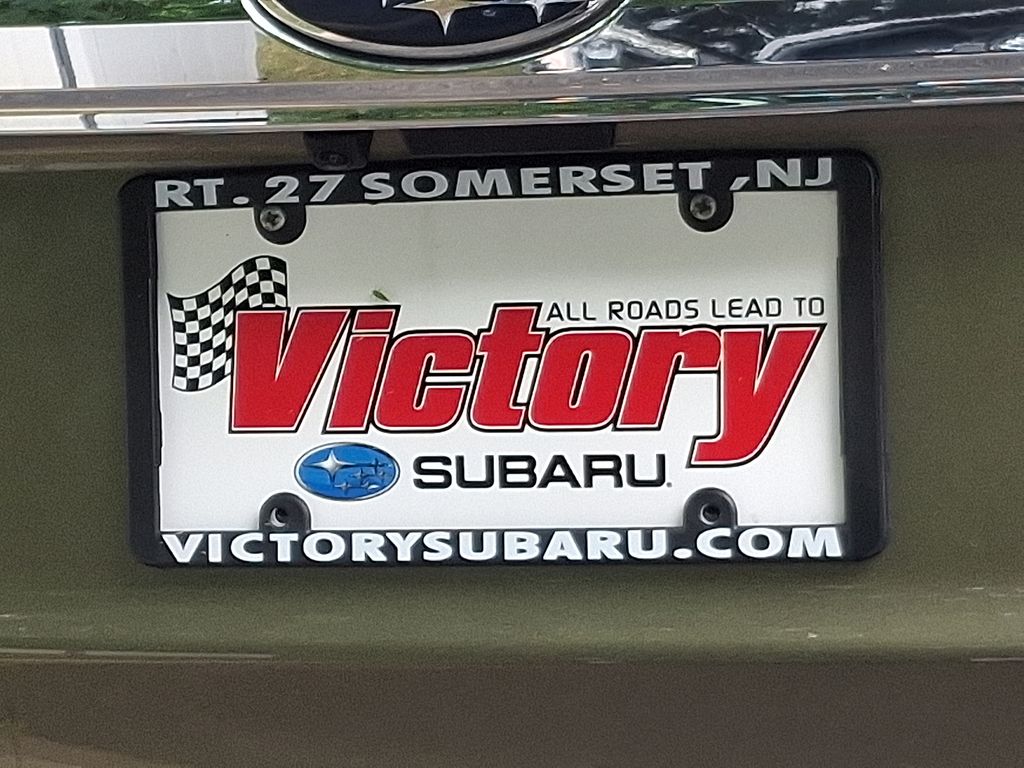 RT. 27 SOMERSET ,NJ
ALL ROADS LEAD TO
Victory
SUBARU.
VICTORYSUBARU.COM